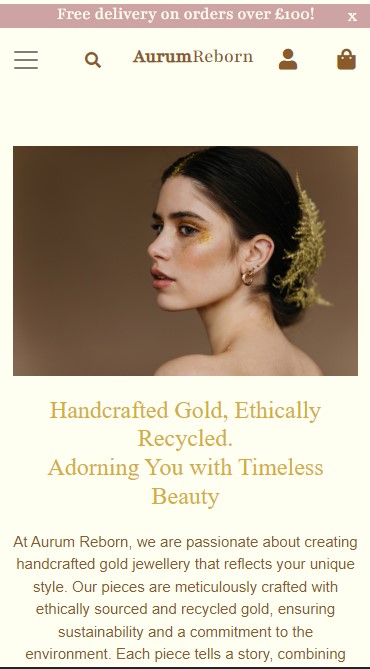 Free delivery on orders over £100!
x
AurumReborn
Handcrafted Gold, Ethically
Recycled.
Adorning You with Timeless
Beauty
At Aurum Reborn, we are passionate about creating
handcrafted gold jewellery that reflects your unique
style. Our pieces are meticulously crafted with
ethically sourced and recycled gold, ensuring
sustainability and a commitment to the
environment. Each piece tells a story, combining